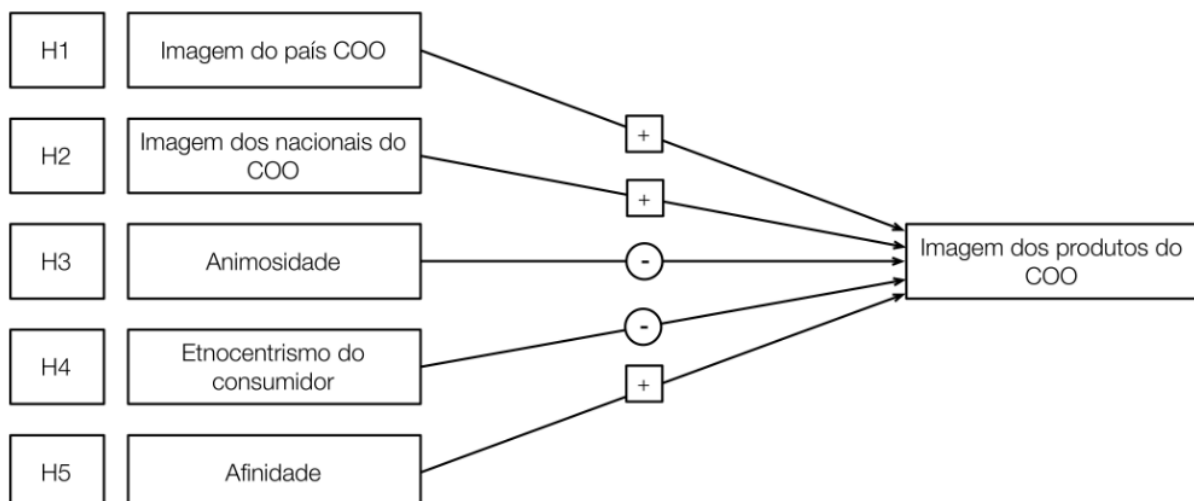 H1
Imagem do país COO
+
H2
Imagem dos nacionais do
COO
+
H3
Animosidade
-
Imagem dos produtos do
COO
H4
Etnocentrismo do
consumidor
-
+
H5
Afinidade